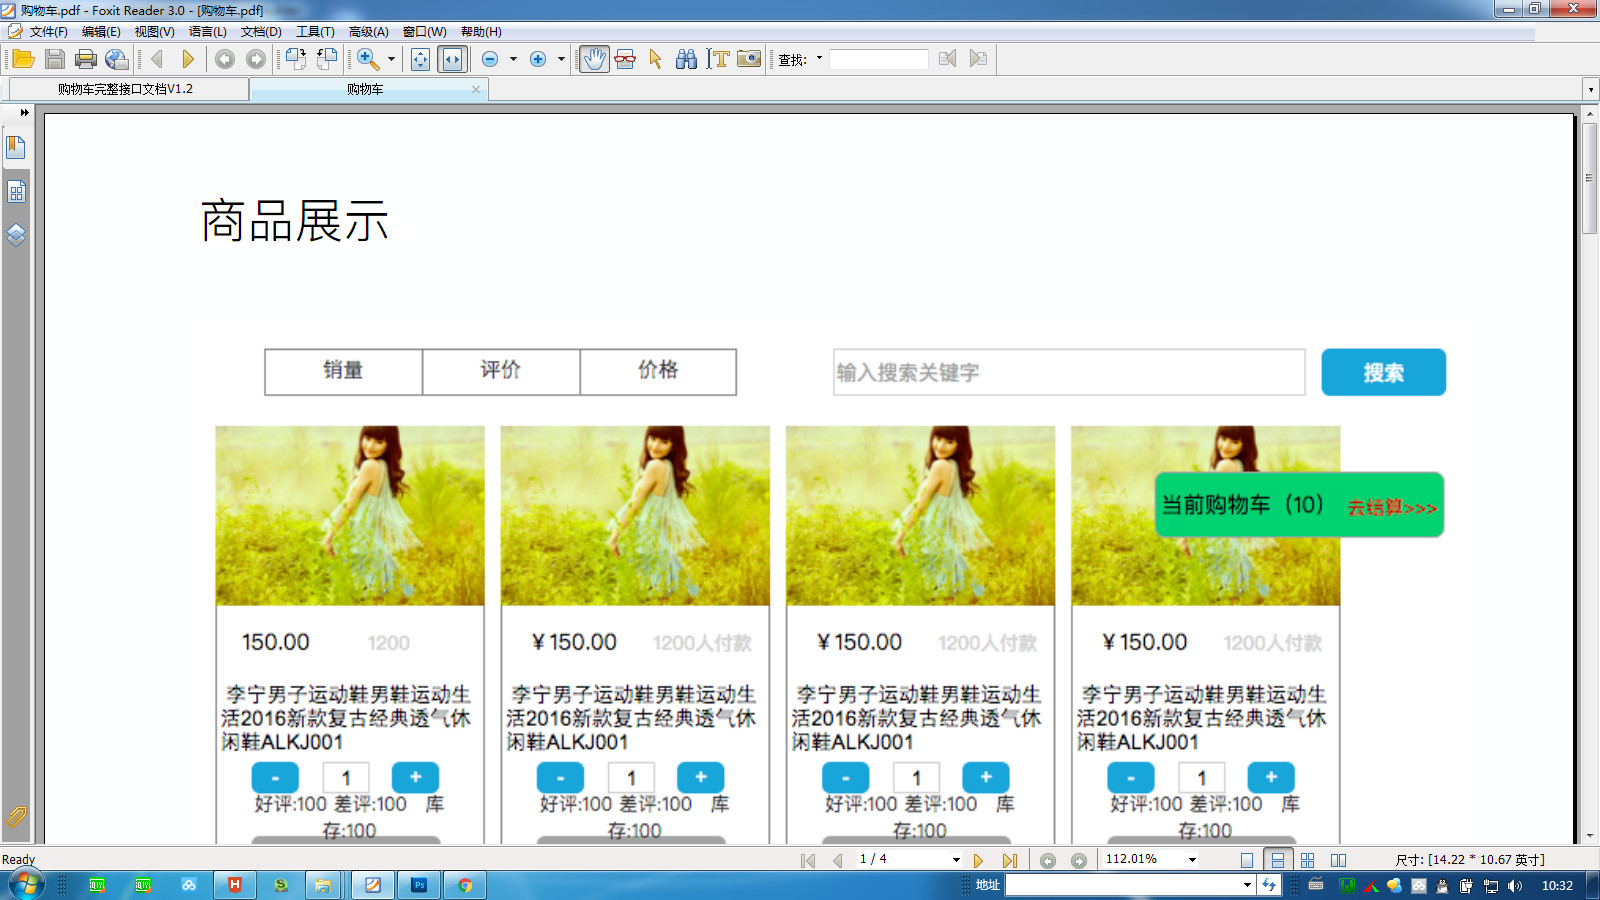 购物车.pdf - Foxit Reader 3.0 - [购物车.pdf]
文件(F) 编辑(E) 视图(V) 语言(L) 文档(D) 工具(T) 高级(A) 窗口(W) 帮助(H)
查找:
购物车完整接口文档V1.2 购物车
商品展示
销量 评价 价格 输入搜索关键字 搜索
当前购物车（10） 去结算>>>
150.00 1200 ￥150.00 1200人付款 ￥150.00 1200人付款 ￥150.00 1200人付款
李宁男子运动鞋男鞋运动生 李宁男子运动鞋男鞋运动生 李宁男子运动鞋男鞋运动生 李宁男子运动鞋男鞋运动生
活2016新款复古经典透气休 活2016新款复古经典透气休 活2016新款复古经典透气休 活2016新款复古经典透气休
闲鞋ALKJ001 闲鞋ALKJ001 闲鞋ALKJ001 闲鞋ALKJ001
- 1 + - 1 + - 1 + - 1 +
好评:100 差评:100 库 好评:100 差评:100 库 好评:100 差评:100 库 好评:100 差评:100 库
存:100 存:100 存:100 存:100
Ready 1 / 4 112.01% 尺寸: [14.22 * 10.67 英寸]
地址 10:32